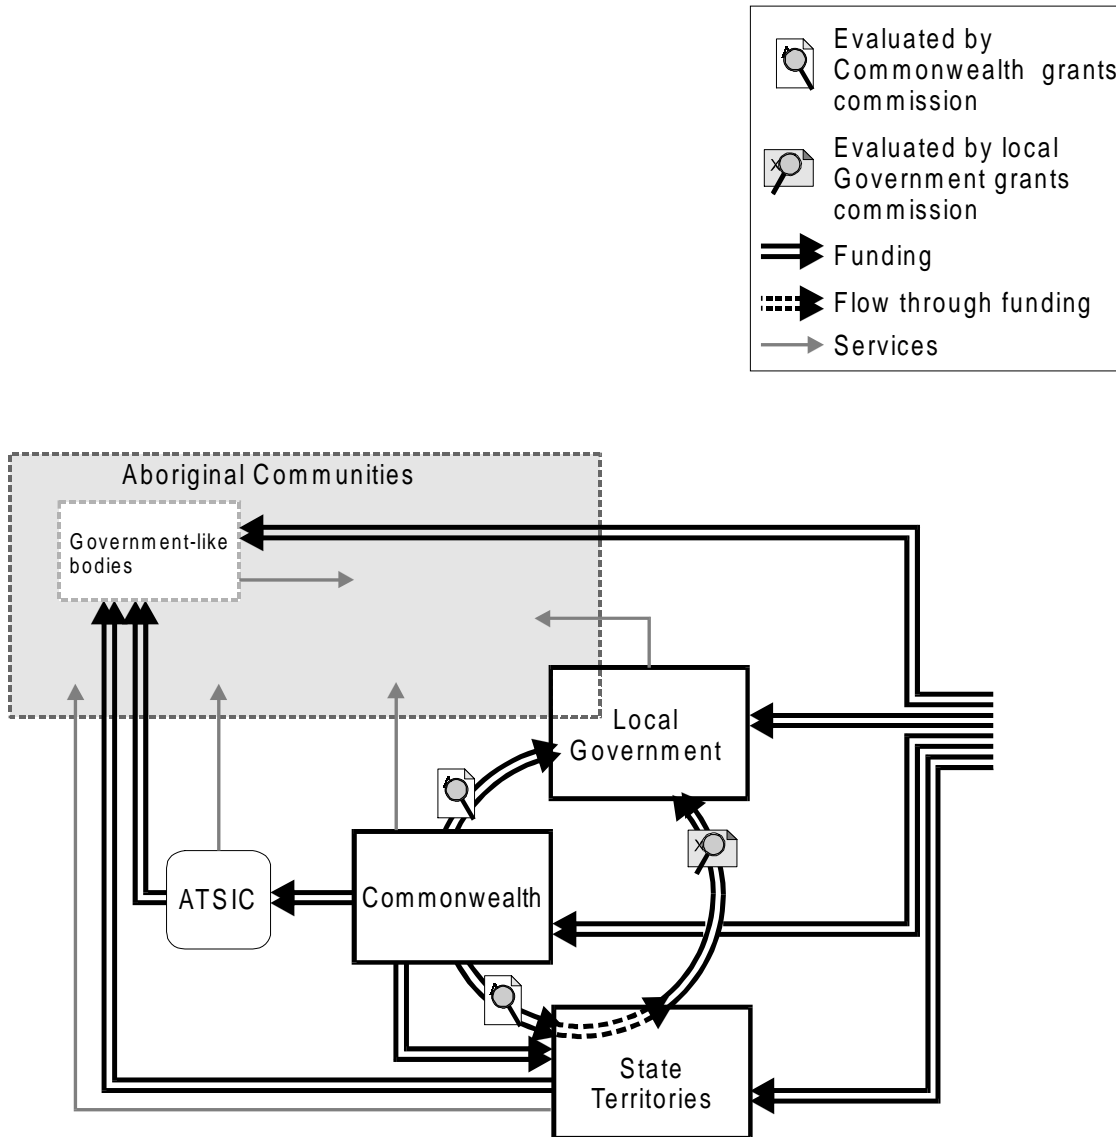 Evaluated by
Commonwealth grants
commission
Evaluated by local
Government grants
commission
Funding
Flow through funding
Services
Aboriginal Communities
Government-like
bodies
Local
Government
ATSIC
Commonwealth
State
Territories